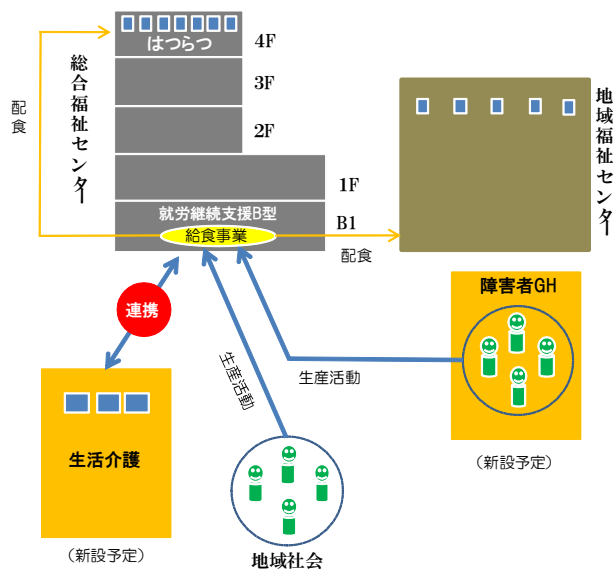 総合福祉センター
はつらつ
4F
3F
2F
1F
就労継続支援B型
B1
給食事業
配食
配食
地域福祉センター
連携
生産活動
生産活動
障害者GH
（新設予定）
生活介護
（新設予定）
地域社会